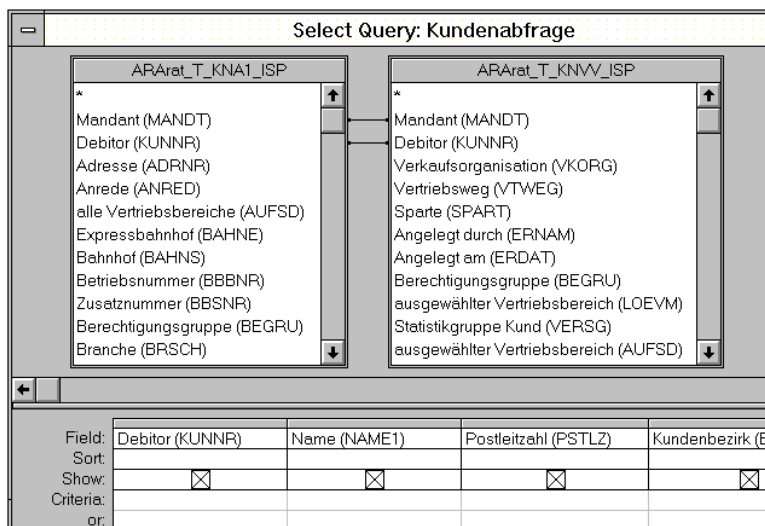 Select Query: Kundenabfrage
ARArat_T_KNA1_ISP
*
Mandant (MANDT)
Debitor (KUNNR)
Adresse (ADRNR)
Anrede (ANRED)
alle Vertriebsbereiche (AUFSD)
Expressbahnhof (BAHNE)
Bahnhof (BAHNS)
Betriebsnummer (BBBNR)
Zusatznummer (BBSNR)
Berechtigungsgruppe (BEGRU)
Branche (BRSCH)
ARArat_T_KNVV_ISP
*
Mandant (MANDT)
Debitor (KUNNR)
Verkaufsorganisation (VKORG)
Vertriebsweg (VTWEG)
Sparte (SPART)
Angelegt durch (ERNAM)
Angelegt am (ERDAT)
Berechtigungsgruppe (BEGRU)
ausgewählter Vertriebsbereich (LOEVM)
Statistikgruppe Kund (VERSG)
ausgewählter Vertriebsbereich (AUFSD)
Field: Debitor (KUNNR) Name (NAME1) Postleitzahl (PSTLZ) Kundenbezirk
Sort:
Show:
Criteria:
or: